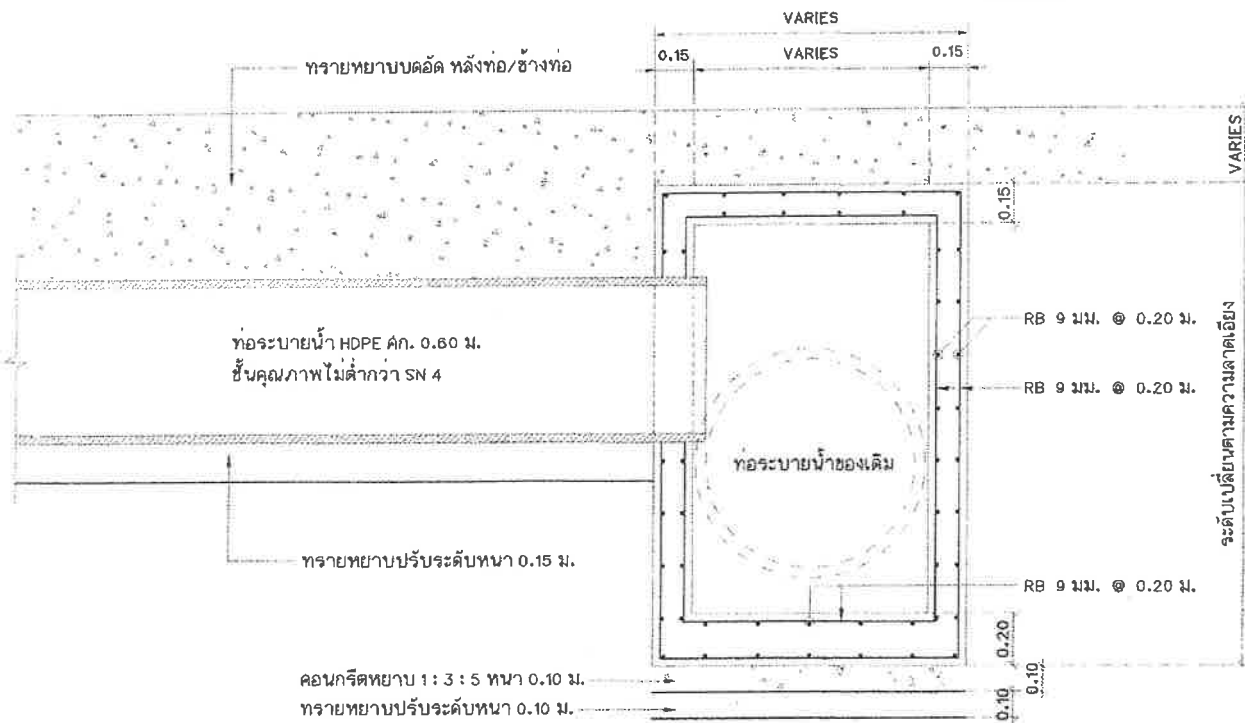 VARIES
0.15
VARIES
0.15
ทรายหยาบบดอัด หลังท่อ/ข้างท่อ
VARIES
0.15
ท่อระบายน้ำ HDPE ศก. 0.60 ม.
ชั้นคุณภาพไม่ต่ำกว่า SN 4
RB 9 มม. @ 0.20 ม.
RB 9 มม. @ 0.20 ม.
ระดับเปลี่ยนตามความลาดเอียง
ท่อระบายน้ำของเดิม
ทรายหยาบปรับระดับหนา 0.15 ม.
RB 9 มม. @ 0.20 ม.
0.20
คอนกรีตหยาบ 1 : 3 : 5 หนา 0.10 ม.
0.10
ทรายหยาบปรับระดับหนา 0.10 ม.
0.10